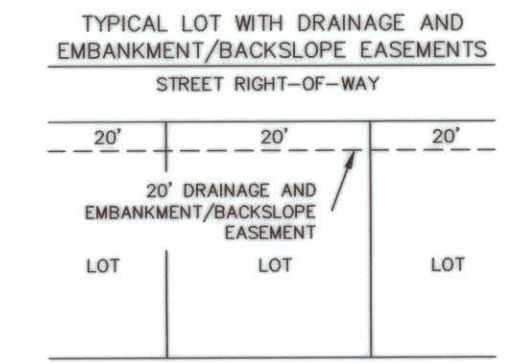 TYPICAL LOT WITH DRAINAGE AND
EMBANKMENT/BACKSLOPE EASEMENTS
STREET RIGHT-OF-WAY
20' 20' 20'
20' DRAINAGE AND
EMBANKMENT/BACKSLOPE
EASEMENT
LOT LOT LOT